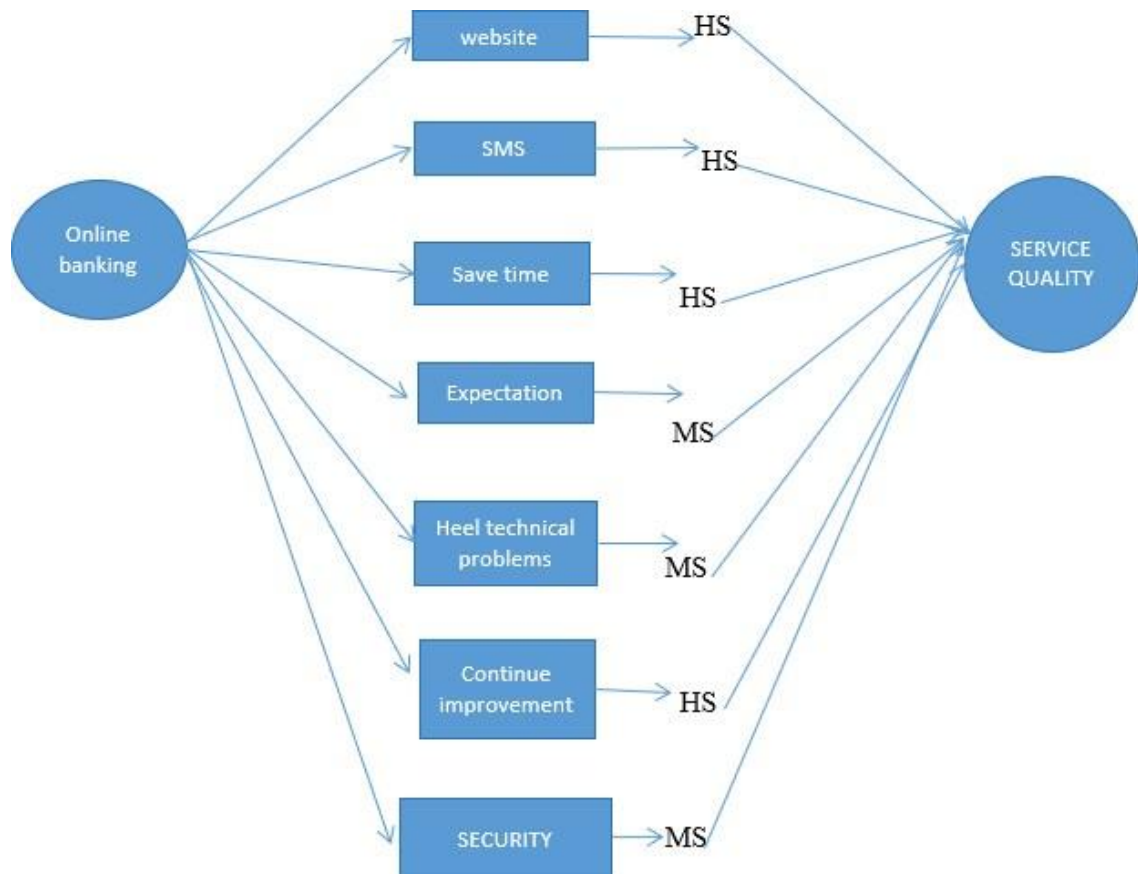 website
HS
SMS
HS
Online
banking
Save time
HS
SERVICE
QUALITY
Expectation
MS
Heel technical
problems
MS
Continue
improvement
HS
SECURITY
MS